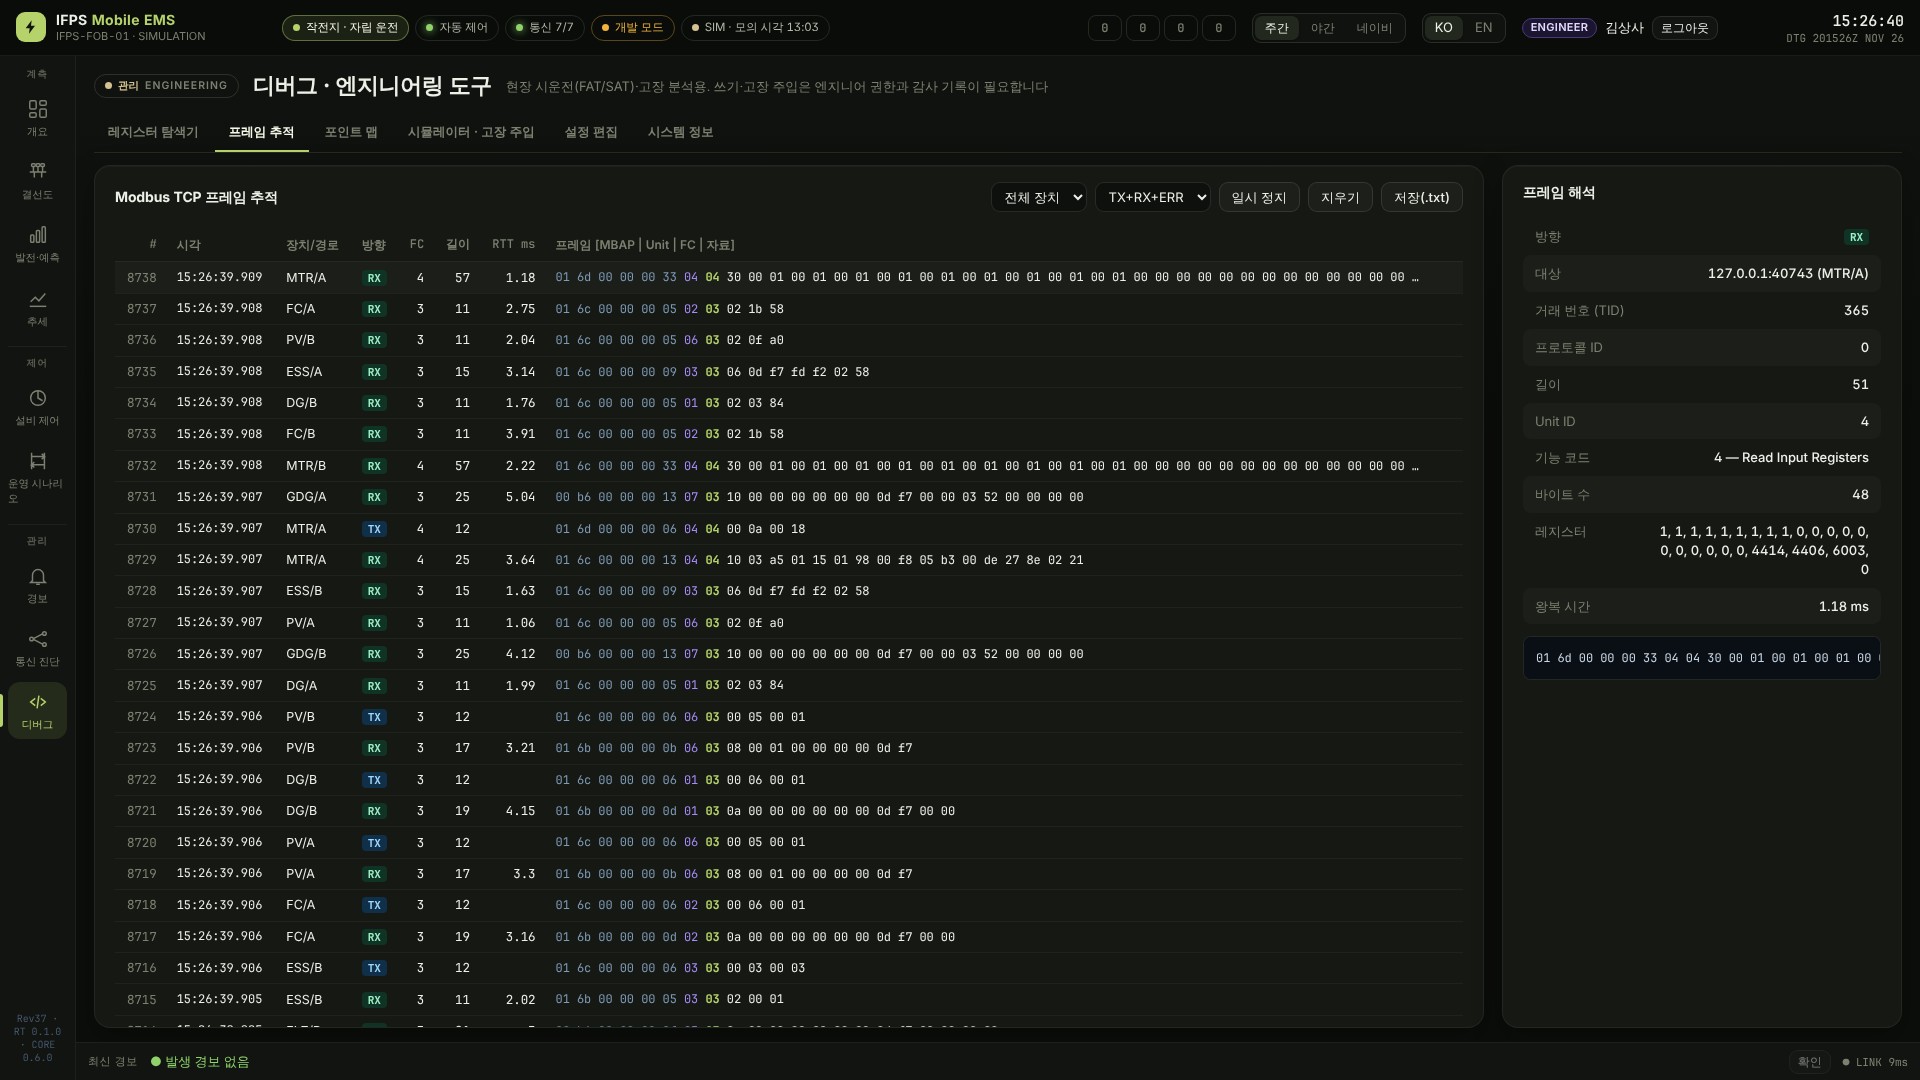 IFPS Mobile EMS
IFPS-FOB-01 · SIMULATION
작전지 · 자립 운전
자동 제어
통신 7/7
개발 모드
SIM · 모의 시각 13:03
0 0 0 0
주간 야간 네이비
KO EN
ENGINEER 김상사 로그아웃
15:26:40
DTG 201526Z NOV 26
계측
개요
결선도
발전·예측
추세
제어
설비 제어
운영 시나리
오
관리
경보
통신 진단
디버그
Rev37 ·
RT 0.1.0
· CORE
0.6.0
관리 ENGINEERING
디버그 · 엔지니어링 도구
현장 시운전(FAT/SAT)·고장 분석용. 쓰기·고장 주입은 엔지니어 권한과 감사 기록이 필요합니다
레지스터 탐색기 프레임 추적 포인트 맵 시뮬레이터 · 고장 주입 설정 편집 시스템 정보
Modbus TCP 프레임 추적
전체 장치 TX+RX+ERR 일시 정지 지우기 저장(.txt)
# 시각 장치/경로 방향 FC 길이 RTT ms 프레임 [MBAP | Unit | FC | 자료]
8738 15:26:39.909 MTR/A RX 4 57 1.18 01 6d 00 00 00 33 04 04 30 00 01 00 01 00 01 00 01 00 01 00 01 00 01 00 01 00 01 00 00 00 00 00 00 00 00 00 00 00 00 00 …
8737 15:26:39.908 FC/A RX 3 11 2.75 01 6c 00 00 00 05 02 03 02 1b 58
8736 15:26:39.908 PV/B RX 3 11 2.04 01 6c 00 00 00 05 06 03 02 0f a0
8735 15:26:39.908 ESS/A RX 3 15 3.14 01 6c 00 00 00 09 03 03 06 0d f7 fd f2 02 58
8734 15:26:39.908 DG/B RX 3 11 1.76 01 6c 00 00 00 05 01 03 02 03 84
8733 15:26:39.908 FC/B RX 3 11 3.91 01 6c 00 00 00 05 02 03 02 1b 58
8732 15:26:39.908 MTR/B RX 4 57 2.22 01 6c 00 00 00 33 04 04 30 00 01 00 01 00 01 00 01 00 01 00 01 00 01 00 01 00 01 00 00 00 00 00 00 00 00 00 00 00 00 00 …
8731 15:26:39.907 GDG/A RX 3 25 5.04 00 b6 00 00 00 13 07 03 10 00 00 00 00 00 00 0d f7 00 00 03 52 00 00 00 00
8730 15:26:39.907 MTR/A TX 4 12 01 6d 00 00 00 06 04 04 00 0a 00 18
8729 15:26:39.907 MTR/A RX 4 25 3.64 01 6c 00 00 00 13 04 04 10 03 a5 01 15 01 98 00 f8 05 b3 00 de 27 8e 02 21
8728 15:26:39.907 ESS/B RX 3 15 1.63 01 6c 00 00 00 09 03 03 06 0d f7 fd f2 02 58
8727 15:26:39.907 PV/A RX 3 11 1.06 01 6c 00 00 00 05 06 03 02 0f a0
8726 15:26:39.907 GDG/B RX 3 25 4.12 00 b6 00 00 00 13 07 03 10 00 00 00 00 00 00 0d f7 00 00 03 52 00 00 00 00
8725 15:26:39.907 DG/A RX 3 11 1.99 01 6c 00 00 00 05 01 03 02 03 84
8724 15:26:39.906 PV/B TX 3 12 01 6c 00 00 00 06 06 03 00 05 00 01
8723 15:26:39.906 PV/B RX 3 17 3.21 01 6b 00 00 00 0b 06 03 08 00 01 00 00 00 00 0d f7
8722 15:26:39.906 DG/B TX 3 12 01 6c 00 00 00 06 01 03 00 06 00 01
8721 15:26:39.906 DG/B RX 3 19 4.15 01 6b 00 00 00 0d 01 03 0a 00 00 00 00 00 00 0d f7 00 00
8720 15:26:39.906 PV/A TX 3 12 01 6c 00 00 00 06 06 03 00 05 00 01
8719 15:26:39.906 PV/A RX 3 17 3.3 01 6b 00 00 00 0b 06 03 08 00 01 00 00 00 00 0d f7
8718 15:26:39.906 FC/A TX 3 12 01 6c 00 00 00 06 02 03 00 06 00 01
8717 15:26:39.906 FC/A RX 3 19 3.16 01 6b 00 00 00 0d 02 03 0a 00 00 00 00 00 00 0d f7 00 00
8716 15:26:39.906 ESS/B TX 3 12 01 6c 00 00 00 06 03 03 00 03 00 03
8715 15:26:39.905 ESS/B RX 3 11 2.02 01 6b 00 00 00 05 03 03 02 00 01
프레임 해석
방향 RX
대상 127.0.0.1:40743 (MTR/A)
거래 번호 (TID) 365
프로토콜 ID 0
길이 51
Unit ID 4
기능 코드 4 — Read Input Registers
바이트 수 48
레지스터 1, 1, 1, 1, 1, 1, 1, 1, 1, 0, 0, 0, 0, 0,
0, 0, 0, 0, 0, 0, 4414, 4406, 6003,
0
왕복 시간 1.18 ms
01 6d 00 00 00 33 04 04 30 00 01 00 01 00 01 00
최신 경보 발생 경보 없음
확인 LINK 9ms